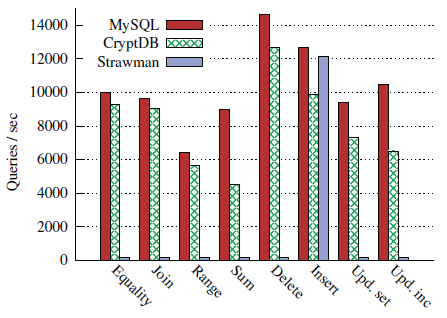 14000
12000
10000
8000
6000
4000
2000
0
Queries / sec
MySQL
CryptDB
Strawman
Equality
Join
Range
Sum
Delete
Insert
Upd. set
Upd. inc